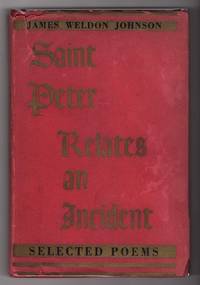 JAMES WELDON JOHNSON
Saint
Peter
Relates
an
Incident
SELECTED POEMS